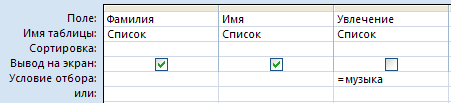 Поле: Фамилия Имя Увлечение
Имя таблицы: Список Список Список
Сортировка:
Вывод на экран:
Условие отбора: =музыка
или: